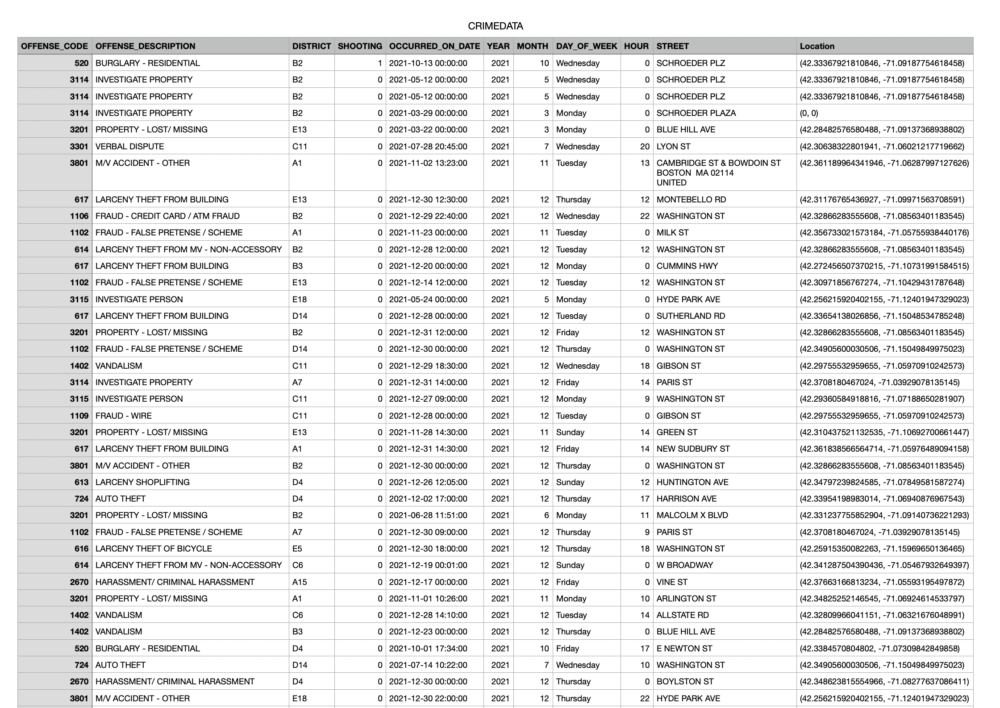 CRIMEDATA
OFFENSE_CODE OFFENSE_DESCRIPTION DISTRICT SHOOTING OCCURRED_ON_DATE YEAR MONTH DAY_OF_WEEK HOUR STREET Location
520 BURGLARY - RESIDENTIAL B2 1 2021-10-13 00:00:00 2021 10 Wednesday 0 SCHROEDER PLZ (42.33367921810846, -71.09187754618458)
3114 INVESTIGATE PROPERTY B2 0 2021-05-12 00:00:00 2021 5 Wednesday 0 SCHROEDER PLZ (42.33367921810846, -71.09187754618458)
3114 INVESTIGATE PROPERTY B2 0 2021-05-12 00:00:00 2021 5 Wednesday 0 SCHROEDER PLZ (42.33367921810846, -71.09187754618458)
3114 INVESTIGATE PROPERTY B2 0 2021-03-29 00:00:00 2021 3 Monday 0 SCHROEDER PLAZA (0, 0)
3201 PROPERTY - LOST/ MISSING E13 0 2021-03-22 00:00:00 2021 3 Monday 0 BLUE HILL AVE (42.28482576580488, -71.09137368938802)
3301 VERBAL DISPUTE C11 0 2021-07-28 20:45:00 2021 7 Wednesday 20 LYON ST (42.30638322801941, -71.06021217719662)
3801 M/V ACCIDENT - OTHER A1 0 2021-11-02 13:23:00 2021 11 Tuesday 13 CAMBRIDGE ST & BOWDOIN ST (42.361189964341946, -71.06287997127626)
BOSTON  MA 02114
UNITED
617 LARCENY THEFT FROM BUILDING E13 0 2021-12-30 12:30:00 2021 12 Thursday 12 MONTEBELLO RD (42.31176765436927, -71.09971563708591)
1106 FRAUD - CREDIT CARD / ATM FRAUD B2 0 2021-12-29 22:40:00 2021 12 Wednesday 22 WASHINGTON ST (42.32866283555608, -71.08563401183545)
1102 FRAUD - FALSE PRETENSE / SCHEME A1 0 2021-11-23 00:00:00 2021 11 Tuesday 0 MILK ST (42.356733021573184, -71.05755938440176)
614 LARCENY THEFT FROM MV - NON-ACCESSORY B2 0 2021-12-28 12:00:00 2021 12 Tuesday 12 WASHINGTON ST (42.32866283555608, -71.08563401183545)
617 LARCENY THEFT FROM BUILDING B3 0 2021-12-20 00:00:00 2021 12 Monday 0 CUMMINS HWY (42.272456507370215, -71.10731991584515)
1102 FRAUD - FALSE PRETENSE / SCHEME E13 0 2021-12-14 12:00:00 2021 12 Tuesday 12 WASHINGTON ST (42.30971856767274, -71.10429431787648)
3115 INVESTIGATE PERSON E18 0 2021-05-24 00:00:00 2021 5 Monday 0 HYDE PARK AVE (42.256215920402155, -71.12401947329023)
617 LARCENY THEFT FROM BUILDING D14 0 2021-12-28 00:00:00 2021 12 Tuesday 0 SUTHERLAND RD (42.33654138026856, -71.15048534785248)
3201 PROPERTY - LOST/ MISSING B2 0 2021-12-31 12:00:00 2021 12 Friday 12 WASHINGTON ST (42.32866283555608, -71.08563401183545)
1102 FRAUD - FALSE PRETENSE / SCHEME D14 0 2021-12-30 00:00:00 2021 12 Thursday 0 WASHINGTON ST (42.34905600030506, -71.15049849975023)
1402 VANDALISM C11 0 2021-12-29 18:30:00 2021 12 Wednesday 18 GIBSON ST (42.29755532959655, -71.05970910242573)
3114 INVESTIGATE PROPERTY A7 0 2021-12-31 14:00:00 2021 12 Friday 14 PARIS ST (42.3708180467024, -71.03929078135145)
3115 INVESTIGATE PERSON C11 0 2021-12-27 09:00:00 2021 12 Monday 9 WASHINGTON ST (42.29360584918816, -71.07188650281907)
1109 FRAUD - WIRE C11 0 2021-12-28 00:00:00 2021 12 Tuesday 0 GIBSON ST (42.29755532959655, -71.05970910242573)
3201 PROPERTY - LOST/ MISSING E13 0 2021-11-28 14:30:00 2021 11 Sunday 14 GREEN ST (42.310437521132535, -71.10692700661447)
617 LARCENY THEFT FROM BUILDING A1 0 2021-12-31 14:30:00 2021 12 Friday 14 NEW SUDBURY ST (42.361838566564714, -71.05976489094158)
3801 M/V ACCIDENT - OTHER B2 0 2021-12-30 00:00:00 2021 12 Thursday 0 WASHINGTON ST (42.32866283555608, -71.08563401183545)
613 LARCENY SHOPLIFTING D4 0 2021-12-26 12:05:00 2021 12 Sunday 12 HUNTINGTON AVE (42.34797239824585, -71.07849581587274)
724 AUTO THEFT D4 0 2021-12-02 17:00:00 2021 12 Thursday 17 HARRISON AVE (42.33954198983014, -71.06940876967543)
3201 PROPERTY - LOST/ MISSING B2 0 2021-06-28 11:51:00 2021 6 Monday 11 MALCOLM X BLVD (42.331237755852904, -71.09140736221293)
1102 FRAUD - FALSE PRETENSE / SCHEME A7 0 2021-12-30 09:00:00 2021 12 Thursday 9 PARIS ST (42.3708180467024, -71.03929078135145)
616 LARCENY THEFT OF BICYCLE E5 0 2021-12-30 18:00:00 2021 12 Thursday 18 WASHINGTON ST (42.25915350082263, -71.15969650136465)
614 LARCENY THEFT FROM MV - NON-ACCESSORY C6 0 2021-12-19 00:01:00 2021 12 Sunday 0 W BROADWAY (42.341287504390436, -71.05467932649397)
2670 HARASSMENT/ CRIMINAL HARASSMENT A15 0 2021-12-17 00:00:00 2021 12 Friday 0 VINE ST (42.37663166813234, -71.05593195497872)
3201 PROPERTY - LOST/ MISSING A1 0 2021-11-01 10:26:00 2021 11 Monday 10 ARLINGTON ST (42.34825252146545, -71.06924614533797)
1402 VANDALISM C6 0 2021-12-28 14:10:00 2021 12 Tuesday 14 ALLSTATE RD (42.32809966041151, -71.06321676048991)
1402 VANDALISM B3 0 2021-12-23 00:00:00 2021 12 Thursday 0 BLUE HILL AVE (42.28482576580488, -71.09137368938802)
520 BURGLARY - RESIDENTIAL D4 0 2021-10-01 17:34:00 2021 10 Friday 17 E NEWTON ST (42.3384570804802, -71.07309842849858)
724 AUTO THEFT D14 0 2021-07-14 10:22:00 2021 7 Wednesday 10 WASHINGTON ST (42.34905600030506, -71.15049849975023)
2670 HARASSMENT/ CRIMINAL HARASSMENT D4 0 2021-12-30 00:00:00 2021 12 Thursday 0 BOYLSTON ST (42.348623815554966, -71.08277637086411)
3801 M/V ACCIDENT - OTHER E18 0 2021-12-30 22:00:00 2021 12 Thursday 22 HYDE PARK AVE (42.256215920402155, -71.12401947329023)